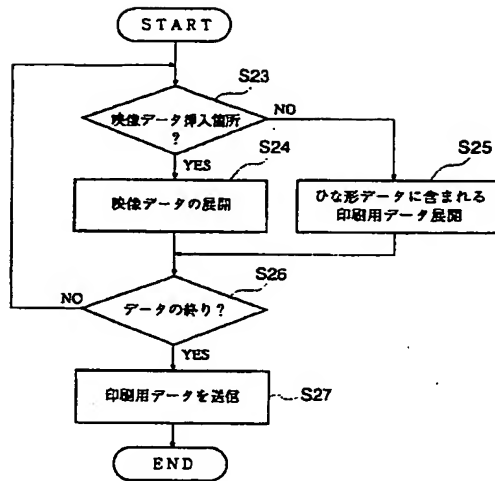 START
S23
映像データ挿入箇所
?
NO
YES
S24
映像データの展開
S25
ひな形データに含まれる
印刷用データ展開
S26
データの終り?
NO
YES
印刷用データを送信
S27
END